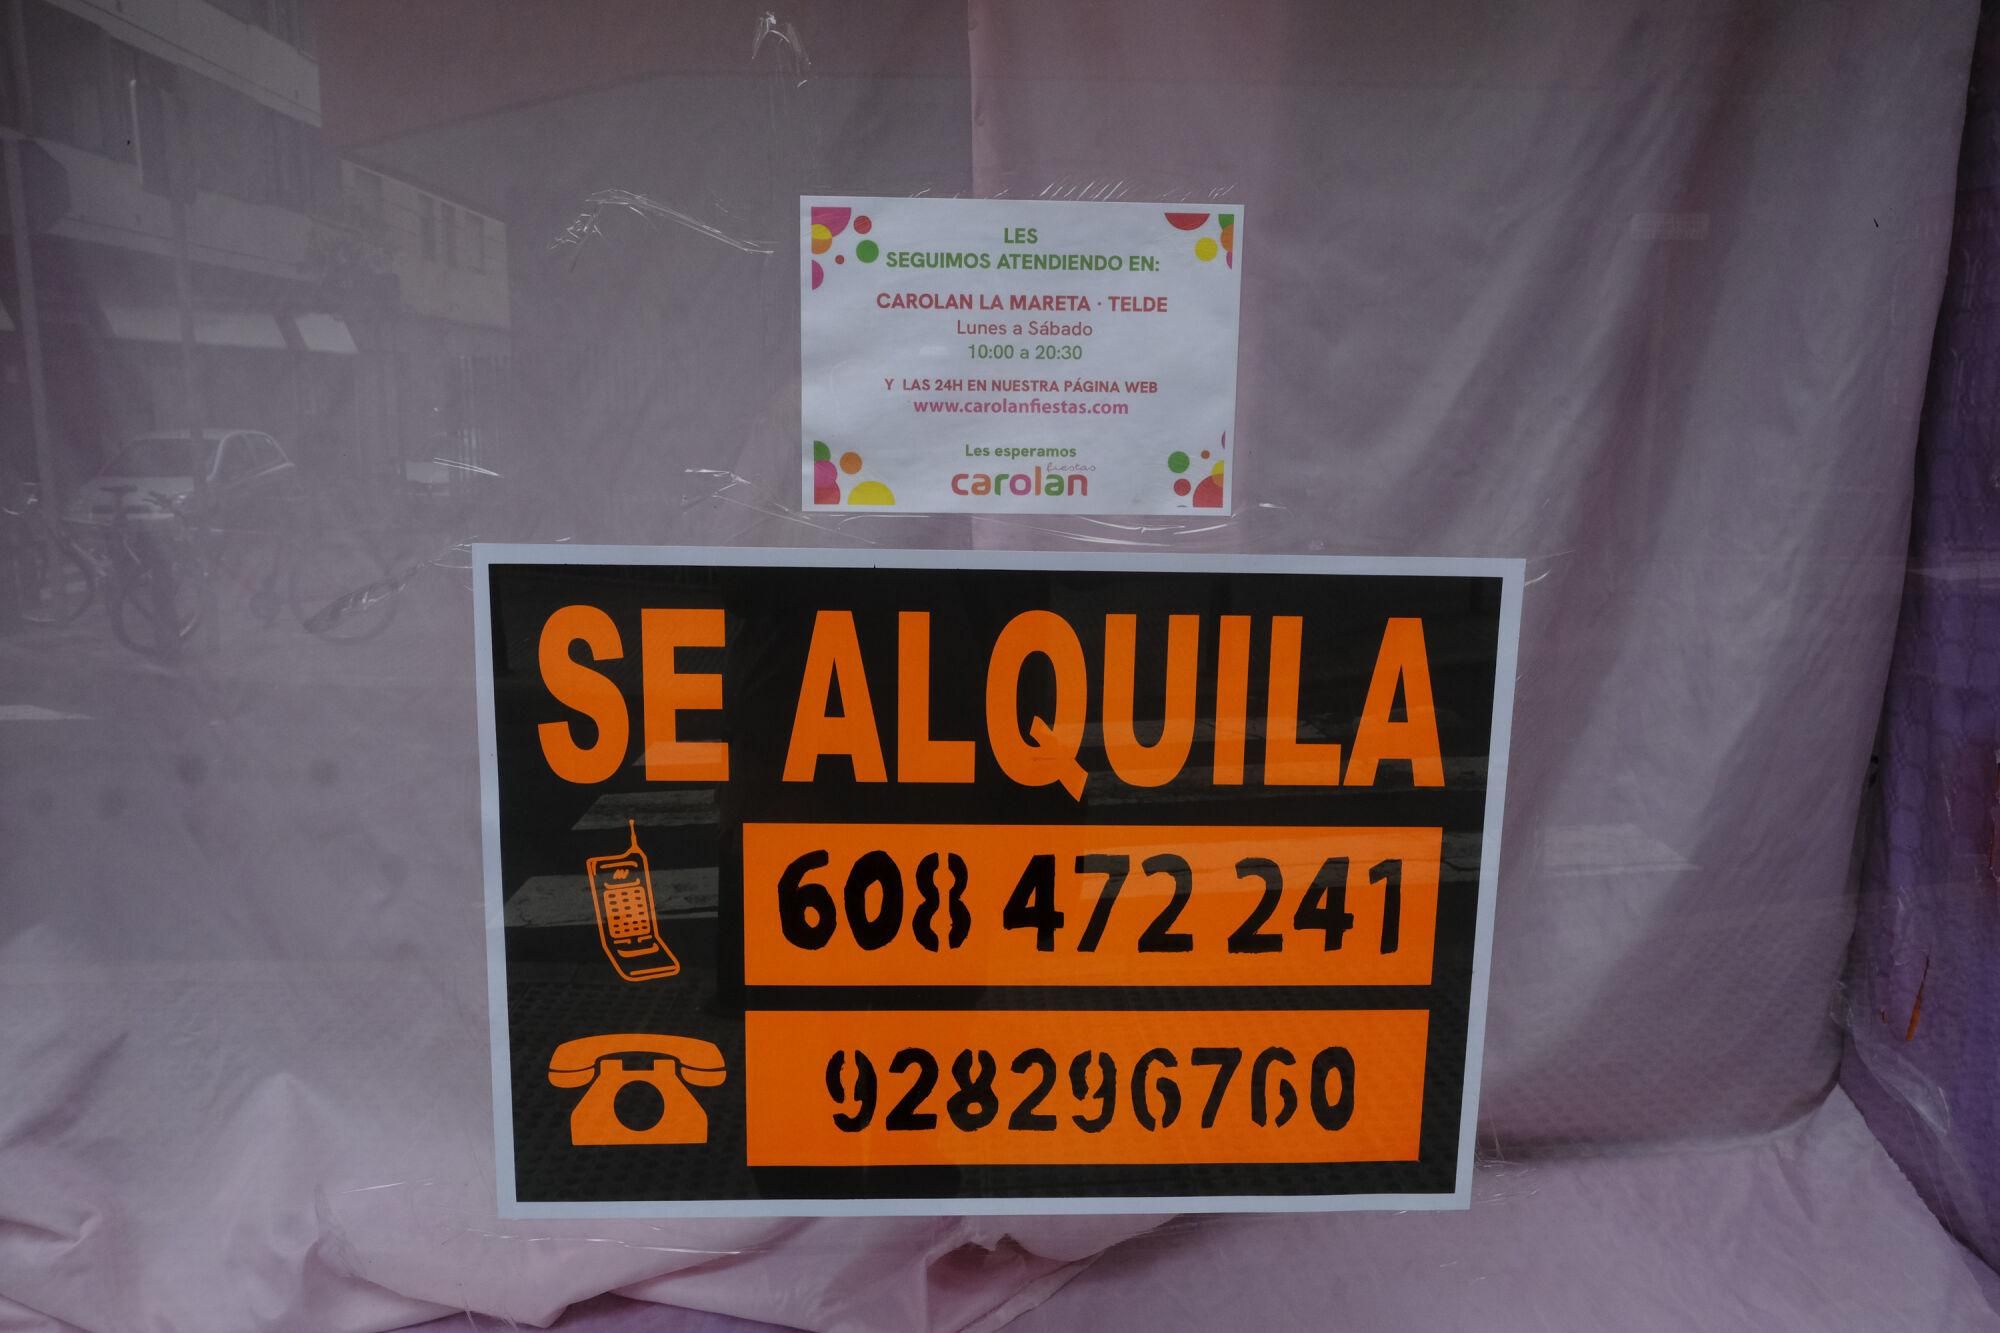 LES
SEGUIMOS ATENDIENDO EN:
CAROLAN LA MARETA · TELDE
Lunes a Sábado
10:00 a 20:30
Y LAS 24H EN NUESTRA PÁGINA WEB
www.carolanfiestas.com
Les esperamos
fiestas
carolan
SE ALQUILA
608 472 241
928296760